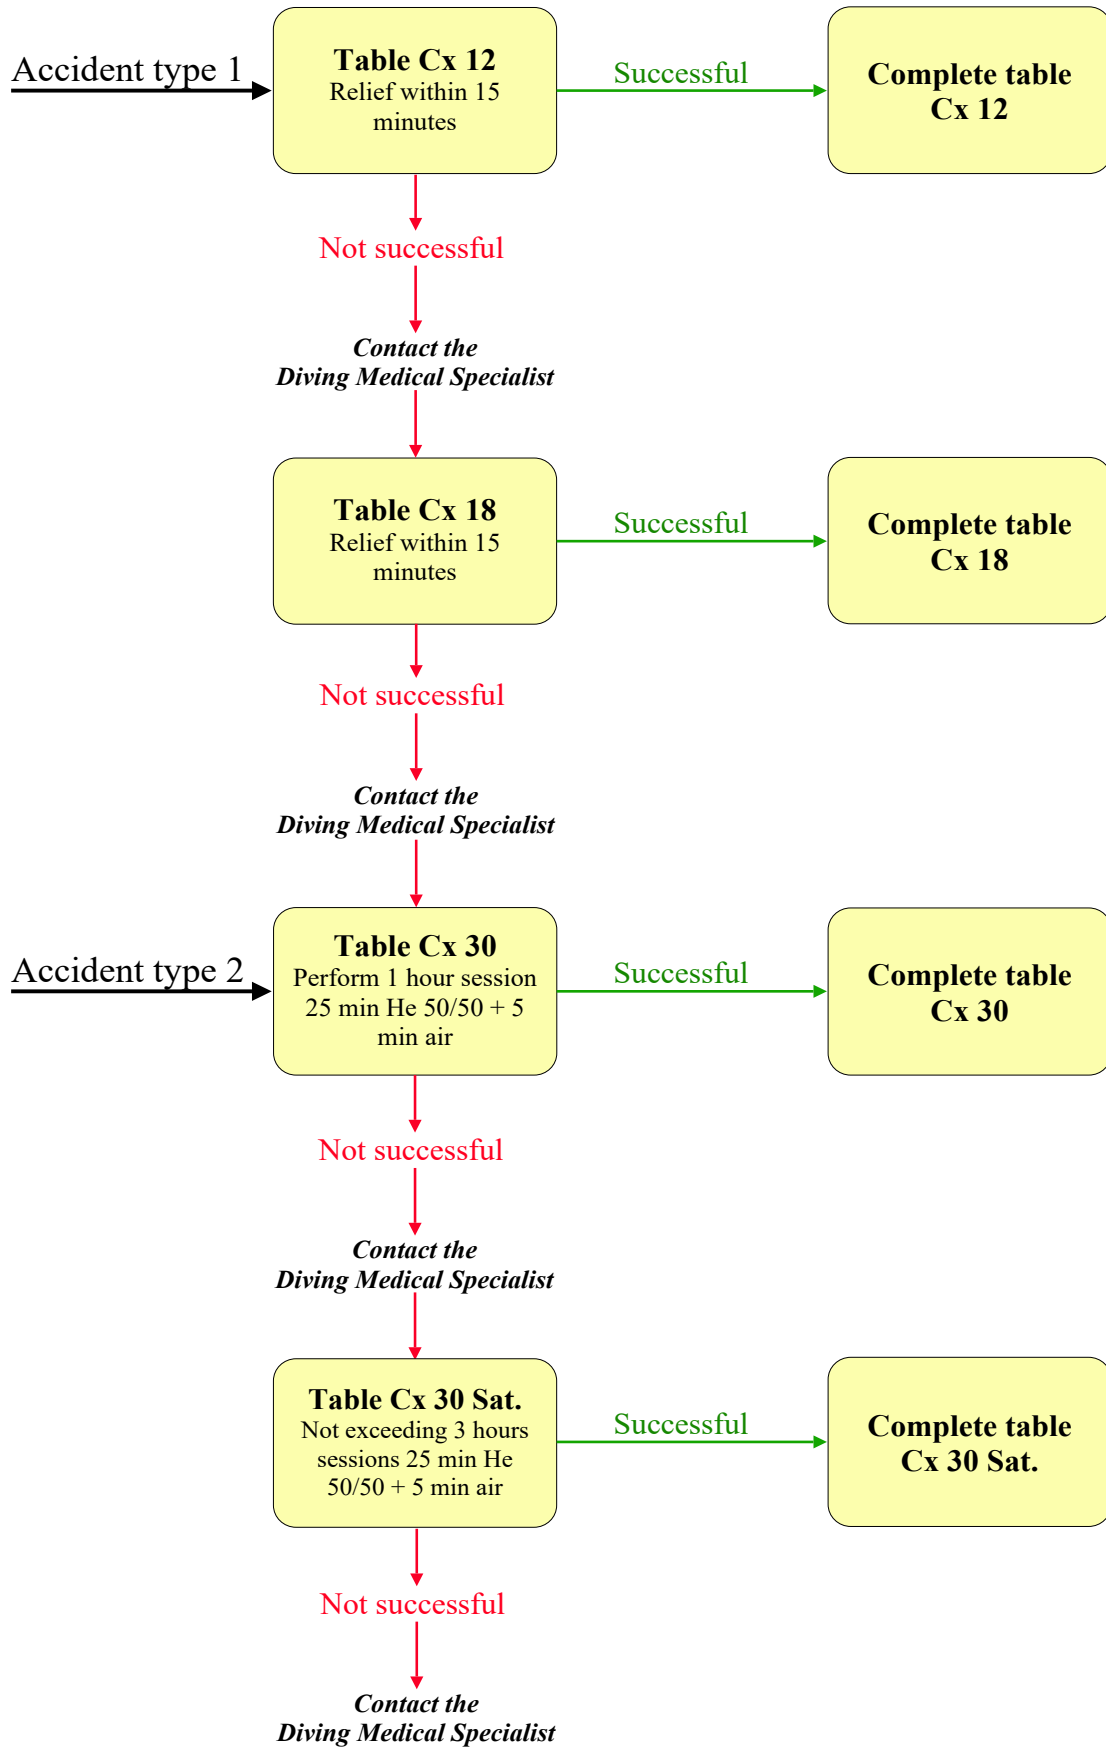 Accident type 1
Table Cx 12
Relief within 15
minutes
Successful
Complete table
Cx 12
Not successful
Contact the
Diving Medical Specialist
Table Cx 18
Relief within 15
minutes
Successful
Complete table
Cx 18
Not successful
Contact the
Diving Medical Specialist
Accident type 2
Table Cx 30
Perform 1 hour session
25 min He 50/50 + 5
min air
Successful
Complete table
Cx 30
Not successful
Contact the
Diving Medical Specialist
Table Cx 30 Sat.
Not exceeding 3 hours
sessions 25 min He
50/50 + 5 min air
Successful
Complete table
Cx 30 Sat.
Not successful
Contact the
Diving Medical Specialist